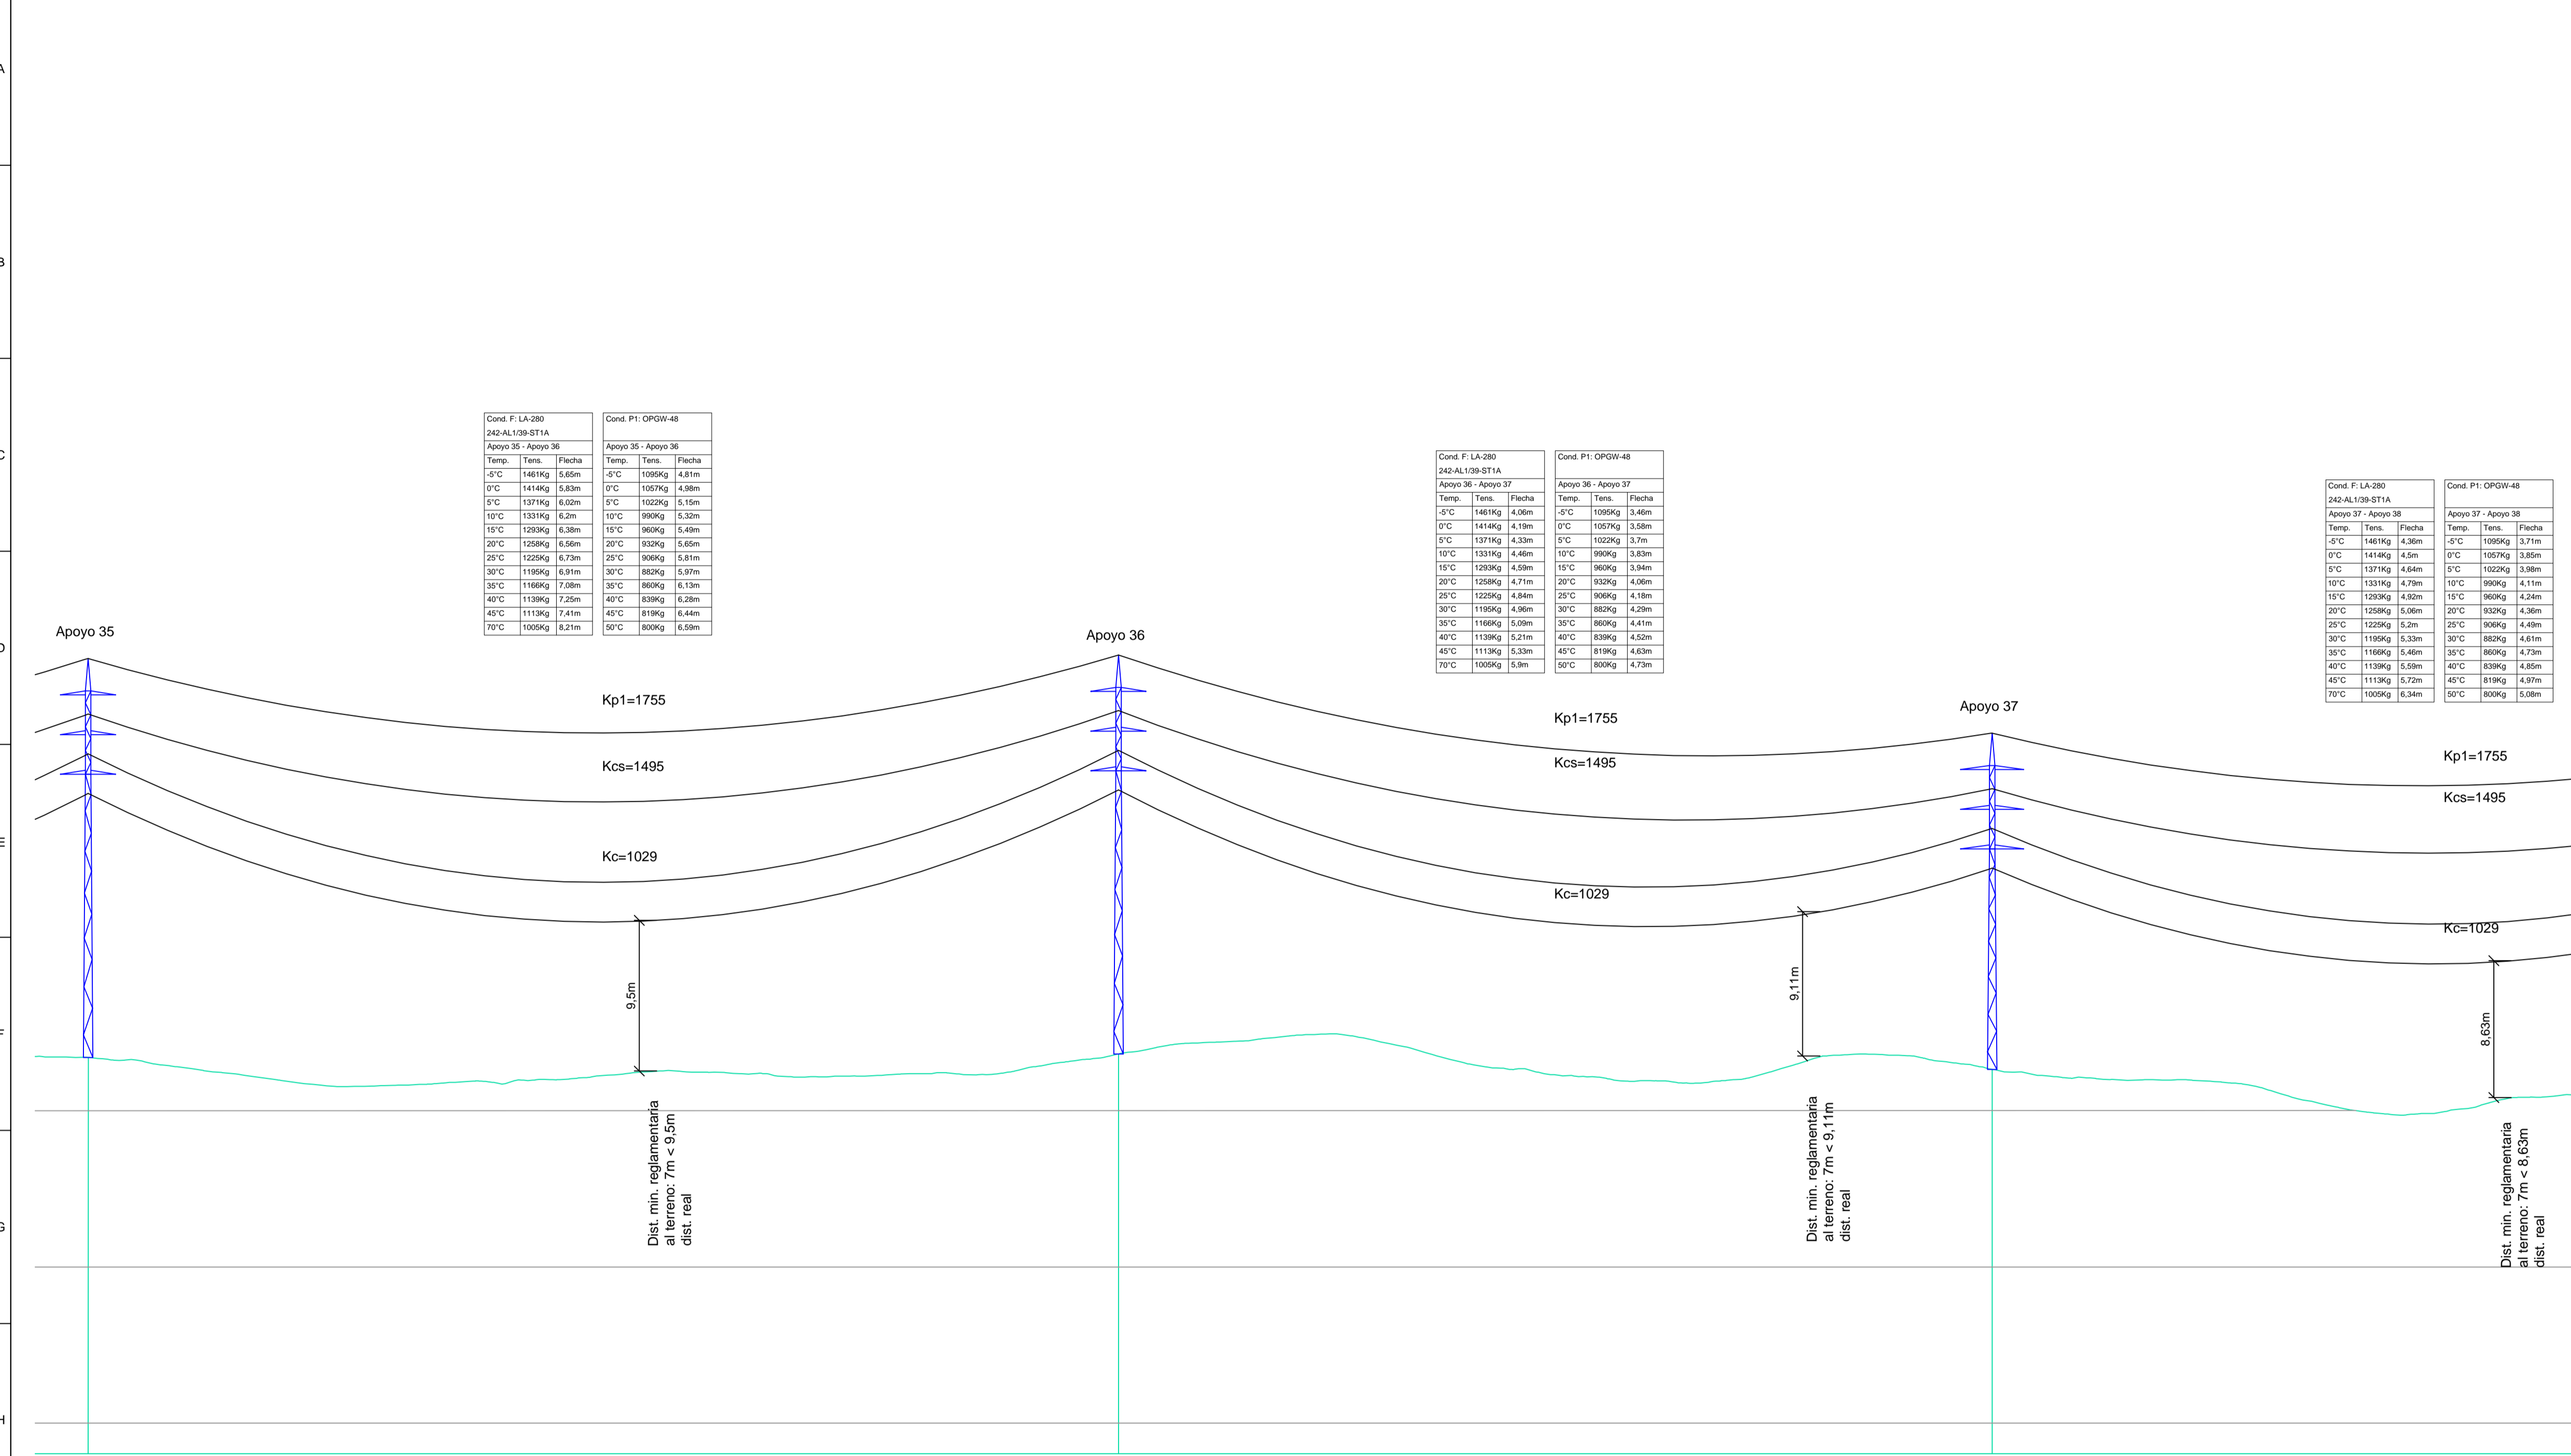 A
B
C
D
E
F
G
H
Cond. F: LA-280
242-AL1/39-ST1A
Apoyo 35 - Apoyo 36
Temp. Tens. Flecha
-5°C 1461Kg 5,65m
0°C 1414Kg 5,83m
5°C 1371Kg 6,02m
10°C 1331Kg 6,2m
15°C 1293Kg 6,38m
20°C 1258Kg 6,56m
25°C 1225Kg 6,73m
30°C 1195Kg 6,91m
35°C 1166Kg 7,08m
40°C 1139Kg 7,25m
45°C 1113Kg 7,41m
70°C 1005Kg 8,21m
Cond. P1: OPGW-48
Apoyo 35 - Apoyo 36
Temp. Tens. Flecha
-5°C 1095Kg 4,81m
0°C 1057Kg 4,98m
5°C 1022Kg 5,15m
10°C 990Kg 5,32m
15°C 960Kg 5,49m
20°C 932Kg 5,65m
25°C 906Kg 5,81m
30°C 882Kg 5,97m
35°C 860Kg 6,13m
40°C 839Kg 6,28m
45°C 819Kg 6,44m
50°C 800Kg 6,59m
Cond. F: LA-280
242-AL1/39-ST1A
Apoyo 36 - Apoyo 37
Temp. Tens. Flecha
-5°C 1461Kg 4,06m
0°C 1414Kg 4,19m
5°C 1371Kg 4,33m
10°C 1331Kg 4,46m
15°C 1293Kg 4,59m
20°C 1258Kg 4,71m
25°C 1225Kg 4,84m
30°C 1195Kg 4,96m
35°C 1166Kg 5,09m
40°C 1139Kg 5,21m
45°C 1113Kg 5,33m
70°C 1005Kg 5,9m
Cond. P1: OPGW-48
Apoyo 36 - Apoyo 37
Temp. Tens. Flecha
-5°C 1095Kg 3,46m
0°C 1057Kg 3,58m
5°C 1022Kg 3,7m
10°C 990Kg 3,83m
15°C 960Kg 3,94m
20°C 932Kg 4,06m
25°C 906Kg 4,18m
30°C 882Kg 4,29m
35°C 860Kg 4,41m
40°C 839Kg 4,52m
45°C 819Kg 4,63m
50°C 800Kg 4,73m
Cond. F: LA-280
242-AL1/39-ST1A
Apoyo 37 - Apoyo 38
Temp. Tens. Flecha
-5°C 1461Kg 4,36m
0°C 1414Kg 4,5m
5°C 1371Kg 4,64m
10°C 1331Kg 4,79m
15°C 1293Kg 4,92m
20°C 1258Kg 5,06m
25°C 1225Kg 5,2m
30°C 1195Kg 5,33m
35°C 1166Kg 5,46m
40°C 1139Kg 5,59m
45°C 1113Kg 5,72m
70°C 1005Kg 6,34m
Cond. P1: OPGW-48
Apoyo 37 - Apoyo 38
Temp. Tens. Flecha
-5°C 1095Kg 3,71m
0°C 1057Kg 3,85m
5°C 1022Kg 3,98m
10°C 990Kg 4,11m
15°C 960Kg 4,24m
20°C 932Kg 4,36m
25°C 906Kg 4,49m
30°C 882Kg 4,61m
35°C 860Kg 4,73m
40°C 839Kg 4,85m
45°C 819Kg 4,97m
50°C 800Kg 5,08m
Apoyo 35
Apoyo 36
Apoyo 37
Kp1=1755
Kcs=1495
Kc=1029
Kp1=1755
Kcs=1495
Kc=1029
Kp1=1755
Kcs=1495
Kc=1029
9,5m
9,11m
8,63m
Dist. min. reglamentaria
al terreno: 7m < 9,5m
dist. real
Dist. min. reglamentaria
al terreno: 7m < 9,11m
dist. real
Dist. min. reglamentaria
al terreno: 7m < 8,63m
dist. real